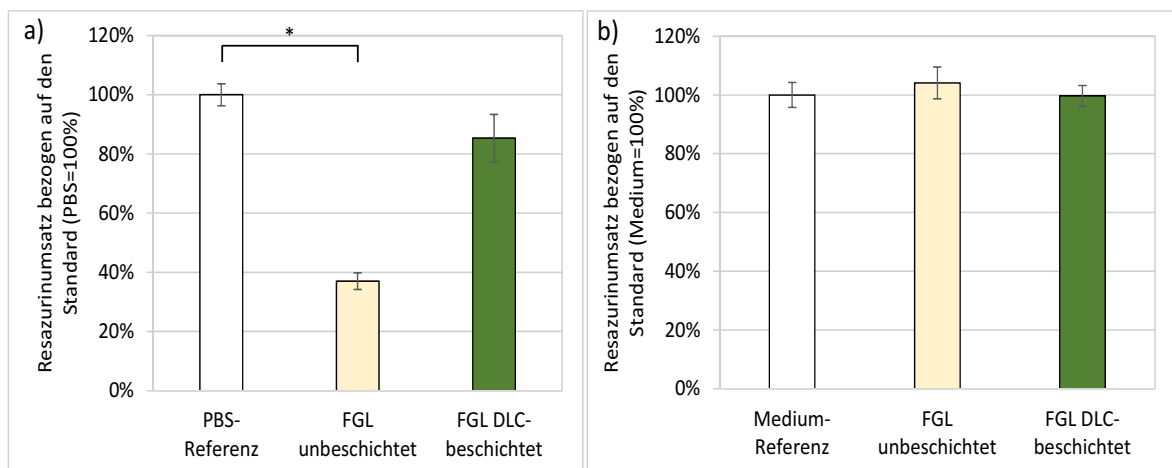 a)
Resazurinumsatz bezogen auf den
Standard (PBS=100%)
120%
100%
80%
60%
40%
20%
0%
*
PBS-
Referenz
FGL
unbeschichtet
FGL DLC-
beschichtet
b)
Resazurinumsatz bezogen auf den
Standard (Medium=100%)
120%
100%
80%
60%
40%
20%
0%
Medium-
Referenz
FGL
unbeschichtet
FGL DLC-
beschichtet